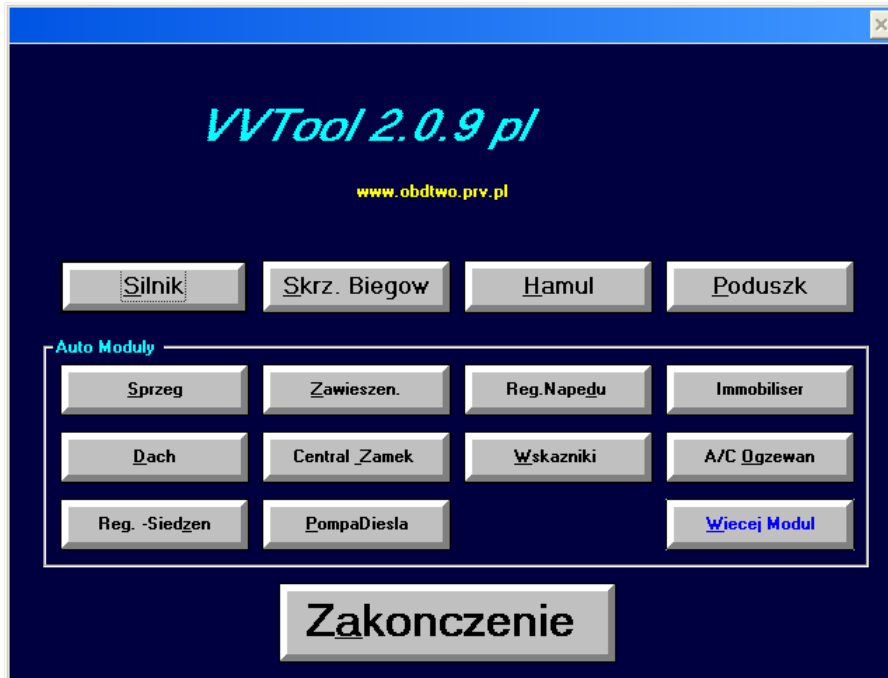 VVTool 2.0.9 pl
www.obdtwo.prv.pl
Silnik
Skrz. Biegow
Hamul
Poduszk
Auto Moduly
Sprzeg
Zawieszen.
Reg.Napedu
Immobiliser
Dach
Central _Zamek
Wskazniki
A/C Ogzewan
Reg. -Siedzen
PompaDiesla
Wiecej Modul
Zakonczenie